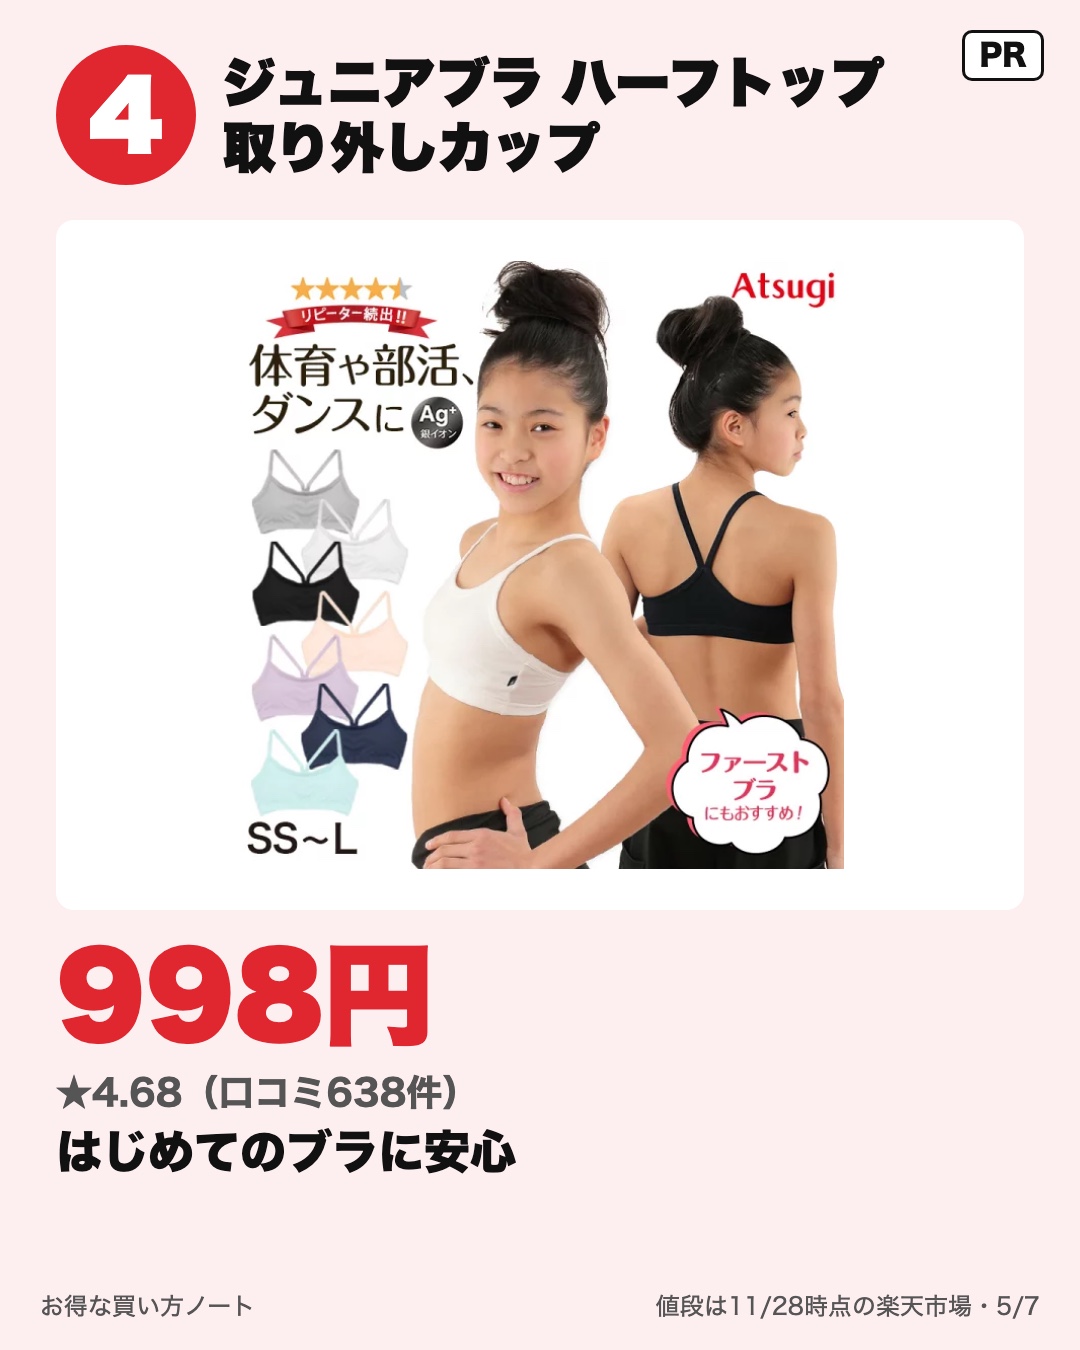 PR
4
ジュニアブラ ハーフトップ
取り外しカップ
リピーター続出!!
体育や部活、
ダンスに
Ag+
銀イオン
Atsugi
SS~L
ファースト
ブラ
にもおすすめ!
998円
★4.68（口コミ638件）
はじめてのブラに安心
お得な買い方ノート
値段は11/28時点の楽天市場・5/7